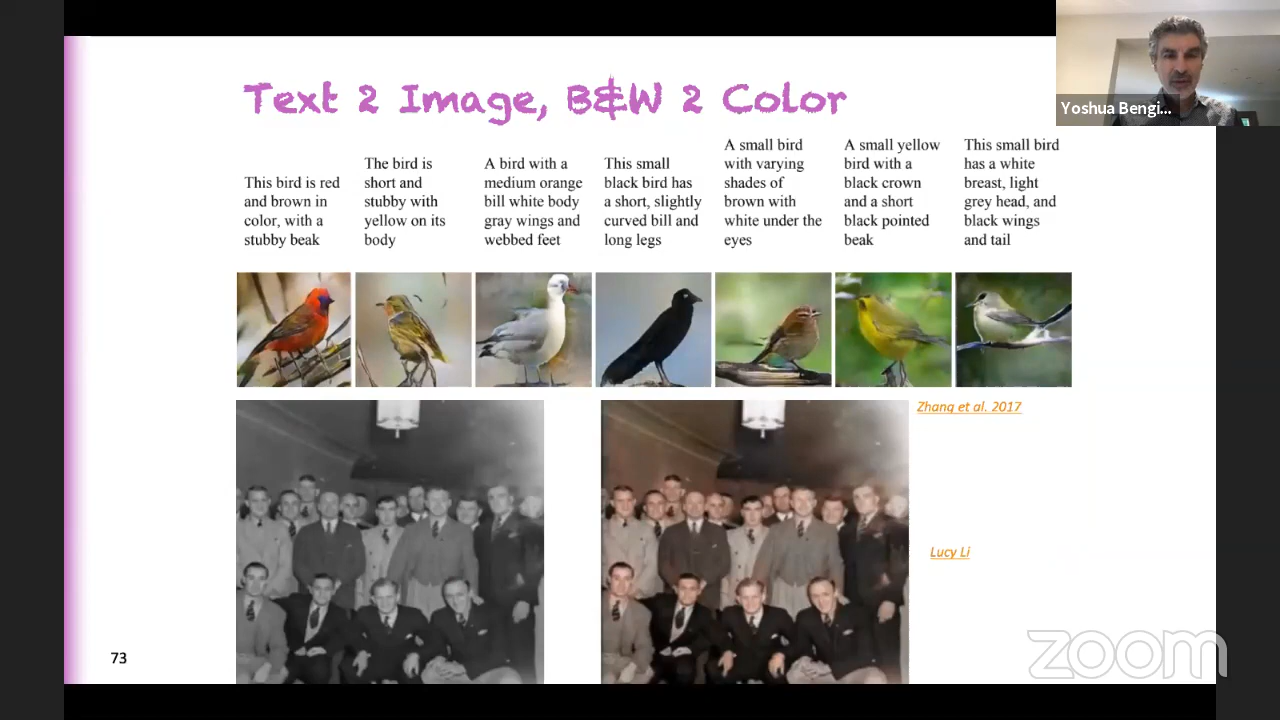 Text 2 Image, B&W 2 Color
Yoshua Bengi...
This bird is red
and brown in
color, with a
stubby beak
The bird is
short and
stubby with
yellow on its
body
A bird with a
medium orange
bill white body
gray wings and
webbed feet
This small
black bird has
a short, slightly
curved bill and
long legs
A small bird
with varying
shades of
brown with
white under the
eyes
A small yellow
bird with a
black crown
and a short
black pointed
beak
This small bird
has a white
breast, light
grey head, and
black wings
and tail
Zhang et al. 2017
Lucy Li
73
zoom